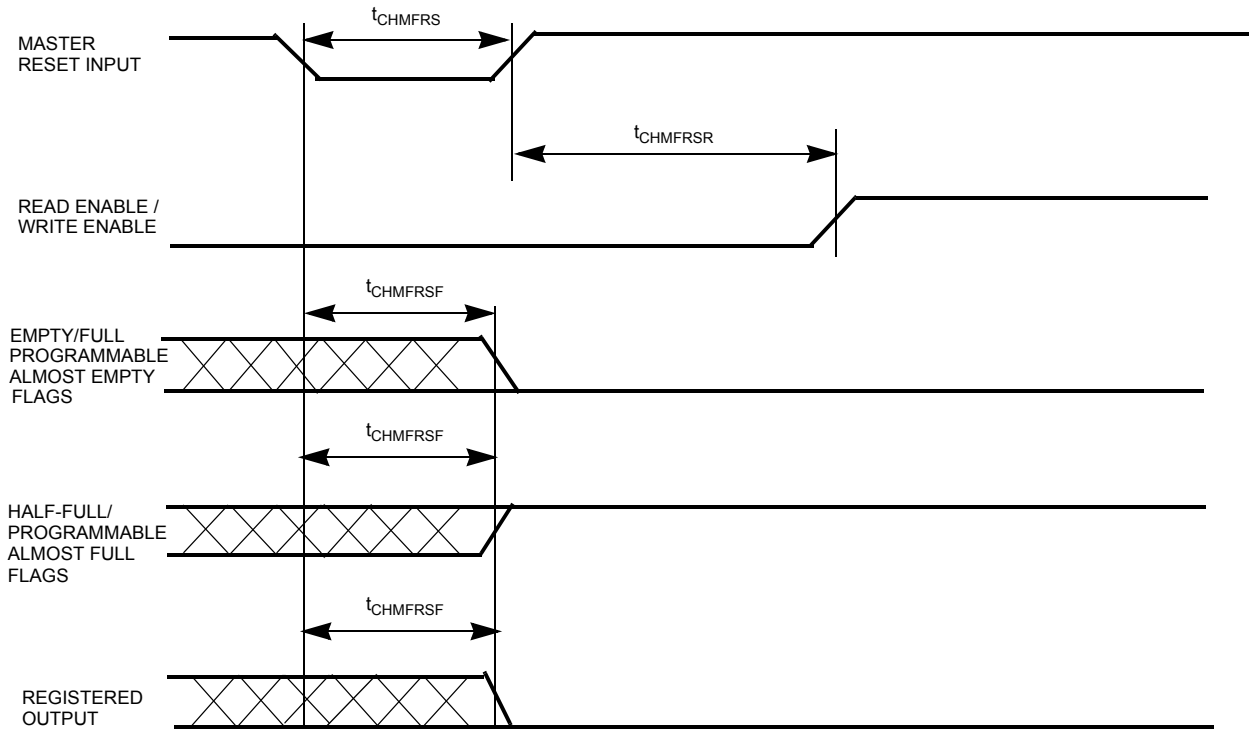 tCHMFRS
MASTER
RESET INPUT
tCHMFRSR
READ ENABLE /
WRITE ENABLE
tCHMFRSF
EMPTY/FULL
PROGRAMMABLE
ALMOST EMPTY
FLAGS
tCHMFRSF
HALF-FULL/
PROGRAMMABLE
ALMOST FULL
FLAGS
tCHMFRSF
REGISTERED
OUTPUT